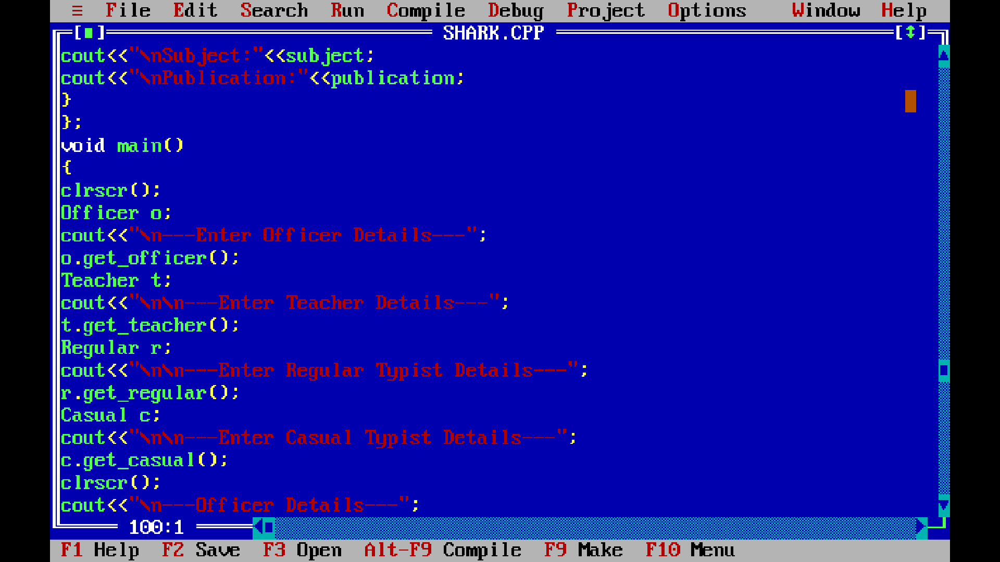 ≡ File Edit Search Run Compile Debug Project Options Window Help
[■] SHARK.CPP [↕]
cout<<"\nSubject:"<<subject;
cout<<"\nPublication:"<<publication;
}
};
void main()
{
clrscr();
Officer o;
cout<<"\n---Enter Officer Details---";
o.get_officer();
Teacher t;
cout<<"\n\n---Enter Teacher Details---";
t.get_teacher();
Regular r;
cout<<"\n\n---Enter Regular Typist Details---";
r.get_regular();
Casual c;
cout<<"\n\n---Enter Casual Typist Details---";
c.get_casual();
clrscr();
cout<<"\n---Officer Details---";
100:1
F1 Help F2 Save F3 Open Alt-F9 Compile F9 Make F10 Menu